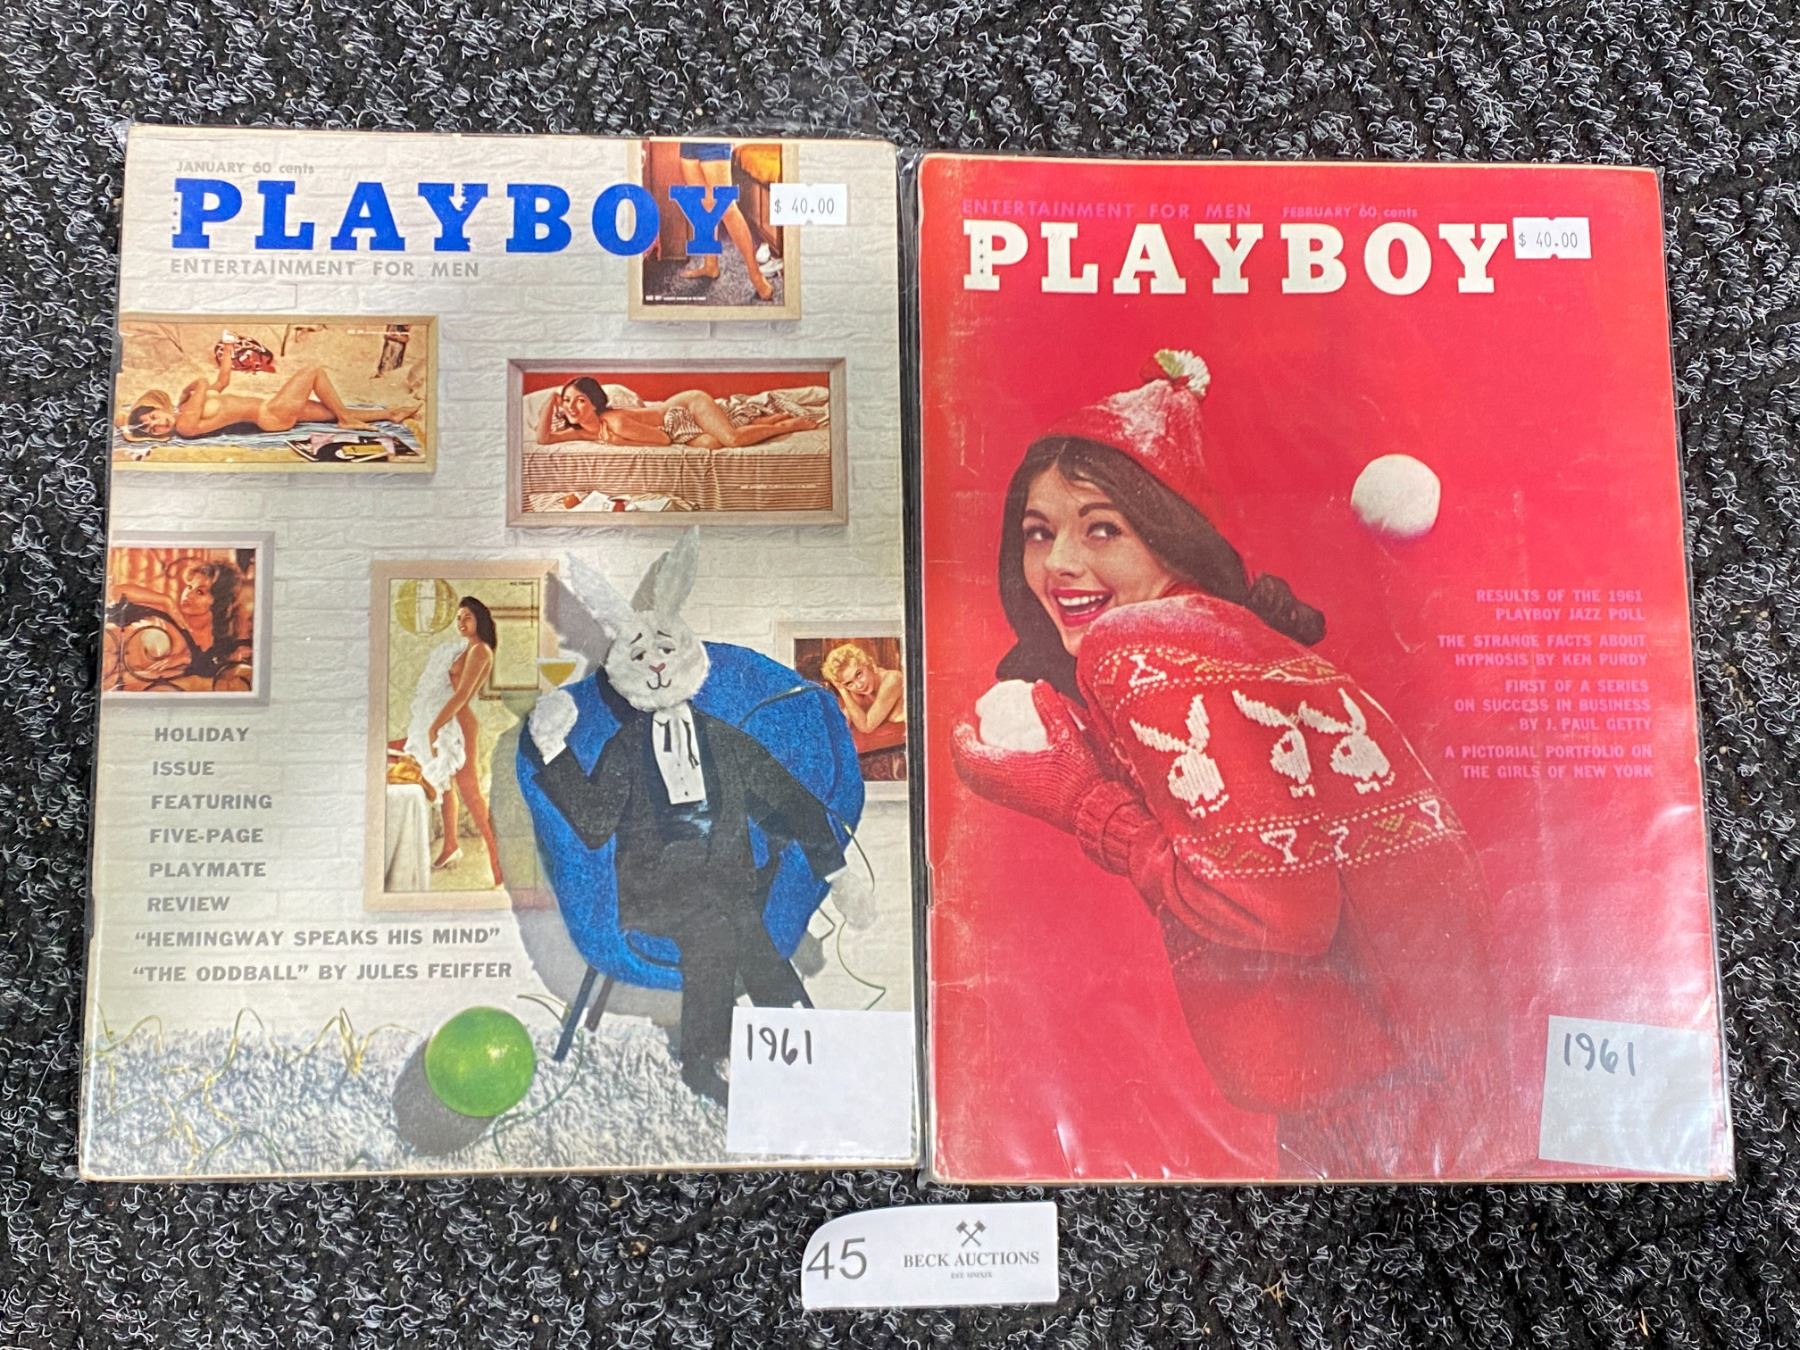 JANUARY 60 cents
PLAYBOY
ENTERTAINMENT FOR MEN
$ 40.00
HOLIDAY
ISSUE
FEATURING
FIVE-PAGE
PLAYMATE
REVIEW
"HEMINGWAY SPEAKS HIS MIND"
"THE ODDBALL" BY JULES FEIFFER
1961
ENTERTAINMENT FOR MEN FEBRUARY 60 cents
PLAYBOY
$ 40.00
RESULTS OF THE 1961
PLAYBOY JAZZ POLL
THE STRANGE FACTS ABOUT
HYPNOSIS BY KEN PURDY
FIRST OF A SERIES
ON SUCCESS IN BUSINESS
BY J. PAUL GETTY
A PICTORIAL PORTFOLIO ON
THE GIRLS OF NEW YORK
1961
45
BECK AUCTIONS
EST MMXIX